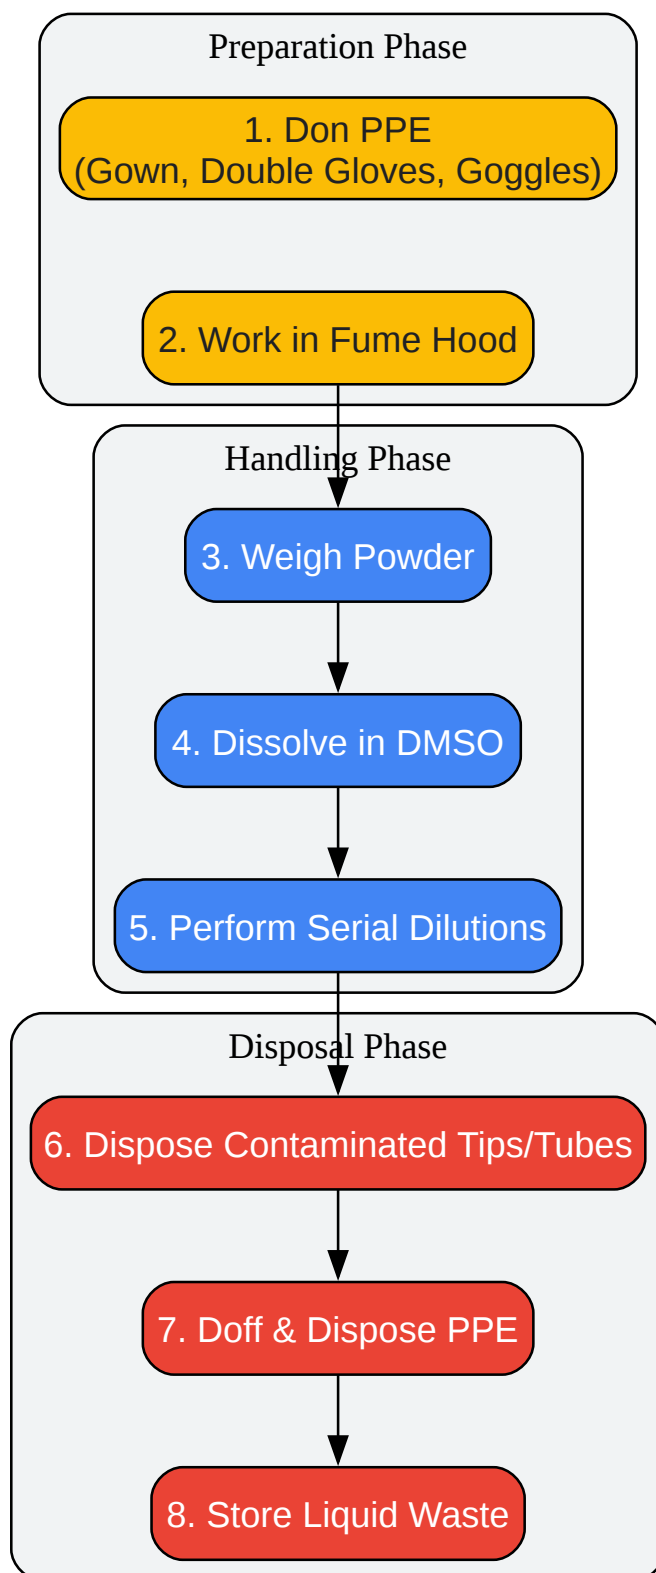 Preparation Phase
1. Don PPE
(Gown, Double Gloves, Goggles)
2. Work in Fume Hood
Handling Phase
3. Weigh Powder
4. Dissolve in DMSO
5. Perform Serial Dilutions
Disposal Phase
6. Dispose Contaminated Tips/Tubes
7. Doff & Dispose PPE
8. Store Liquid Waste